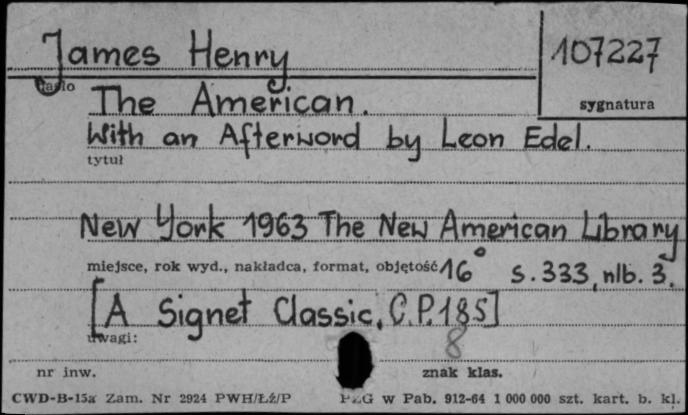 James Henry
107227
hasło
sygnatura
The American.
With an Afterword by Leon Edel.
tytuł
New York 1963 The New American Library
miejsce, rok wyd., nakładca, format, objętość 16° s. 333, nlb. 3.
[A Signet Classic. C.P.185]
uwagi:
8
nr inw.
znak klas.
CWD-B-15a Zam. Nr 2924 PWH/Łź/P PZG w Pab. 912-64 1 000 000 szt. kart. b. kl.